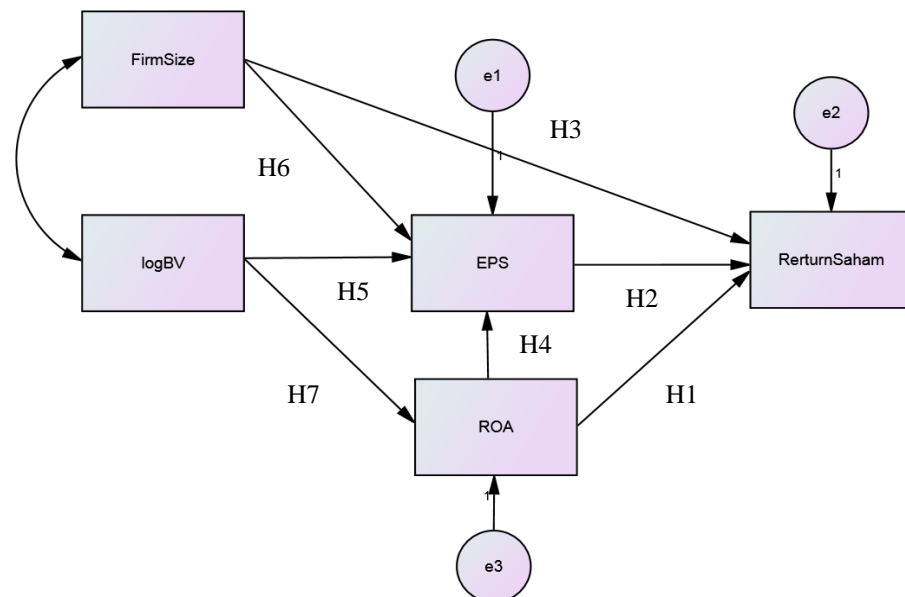 FirmSize
e1
e2
H3
1
1
H6
logBV
EPS
RerturnSaham
H5
H2
H4
H7
H1
ROA
1
e3